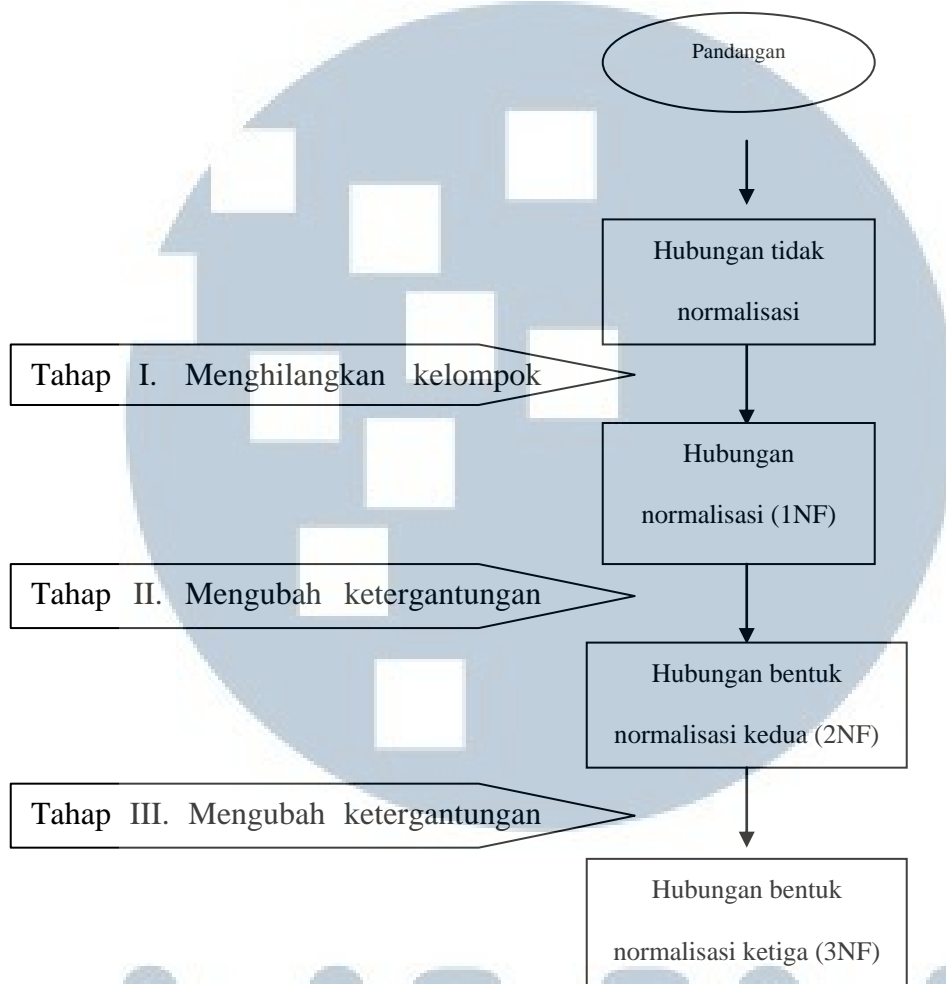 Pandangan
Hubungan tidak
normalisasi
Tahap I. Menghilangkan kelompok
Hubungan
normalisasi (1NF)
Tahap II. Mengubah ketergantungan
Hubungan bentuk
normalisasi kedua (2NF)
Tahap III. Mengubah ketergantungan
Hubungan bentuk
normalisasi ketiga (3NF)